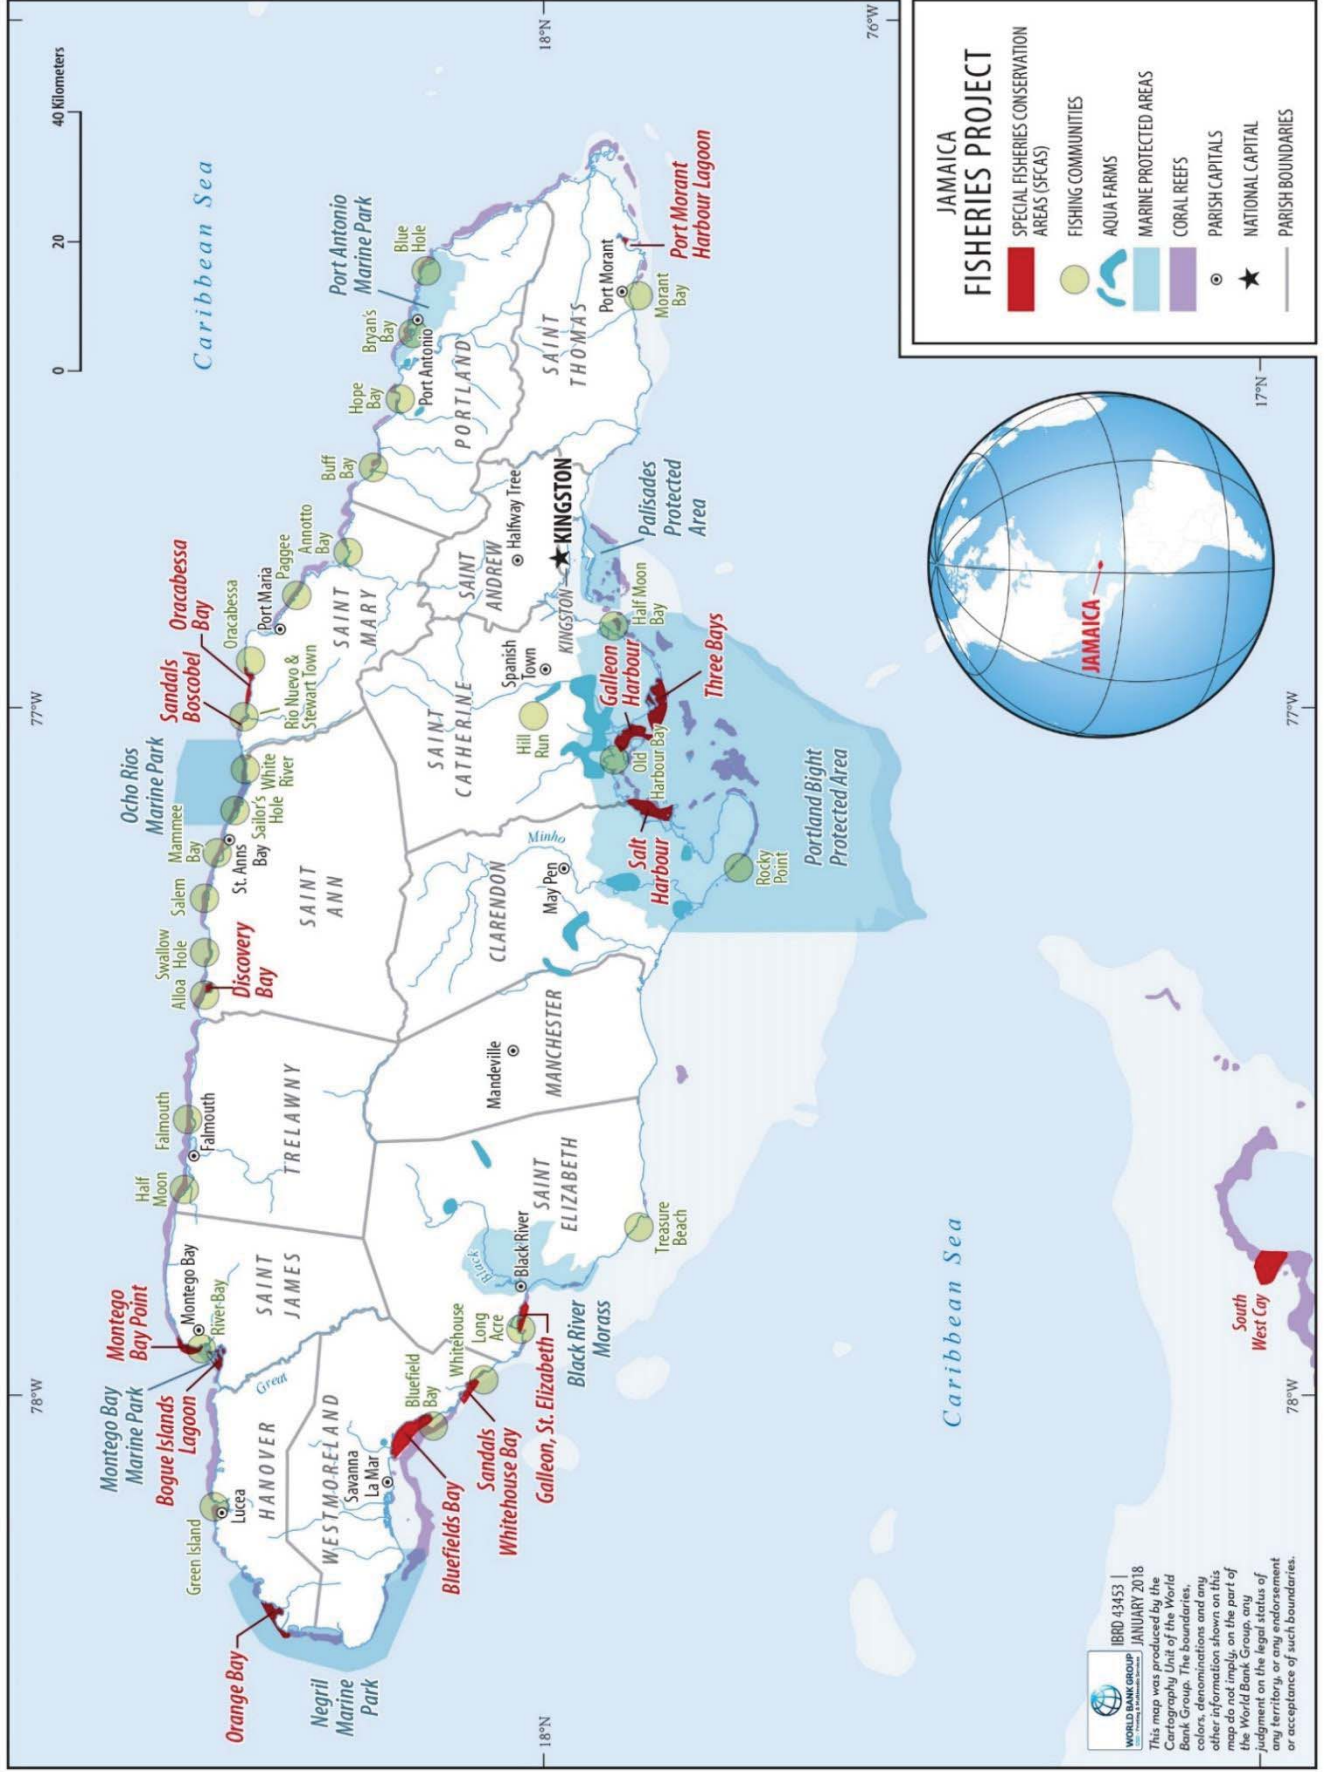 JAMAICA
FISHERIES PROJECT
SPECIAL FISHERIES CONSERVATION
AREAS (SFCAS)
FISHING COMMUNITIES
AQUA FARMS
MARINE PROTECTED AREAS
CORAL REEFS
PARISH CAPITALS
NATIONAL CAPITAL
PARISH BOUNDARIES
0 20 40 Kilometers
78°W
77°W
18°N
18°N
76°W
17°N
77°W
78°W
Caribbean Sea
Caribbean Sea
Montego Bay
Marine Park
Montego
Bay Point
Bogue Islands
Lagoon
Montego Bay
River Bay
Green Island
Lucea
Orange Bay
Negril
Marine
Park
HANOVER
Great
WESTMORELAND
Savanna
La Mar
Bluefield
Bay
Bluefields Bay
Whitehouse
Sandals
Whitehouse Bay
Long
Acre
Galleon, St. Elizabeth
Black River
Morass
Black River
Black
SAINT
JAMES
Half
Moon
Falmouth
Falmouth
TRELAWNY
SAINT
ELIZABETH
Treasure
Beach
Mandeville
MANCHESTER
Alloa
Swallow
Hole
Discovery
Bay
Salem
Mammee
Bay
St. Anns
Bay
Sailor's
Hole
White
River
Ocho Rios
Marine Park
SAINT
ANN
CLARENDON
May Pen
Minho
Sandals
Boscobel
Oracabessa
Bay
Oracabessa
Rio Nuevo &
Stewart Town
Port Maria
Paggee
Annotto
Bay
SAINT
MARY
SAINT
CATHERINE
Spanish
Town
Hill
Run
Old
Harbour Bay
Galleon
Harbour
Salt
Harbour
Three Bays
Rocky
Point
Portland Bight
Protected Area
Half Moon
Bay
SAINT
ANDREW
Halfway Tree
KINGSTON
KINGSTON
Palisades
Protected
Area
Buff
Bay
Hope
Bay
Bryan's
Bay
Port Antonio
Port Antonio
Marine Park
Blue
Hole
PORTLAND
SAINT
THOMAS
Port Morant
Morant
Bay
Port Morant
Harbour Lagoon
South
West Cay
JAMAICA
WORLD BANK GROUP
IBRD 43453 |
JANUARY 2018
This map was produced by the
Cartography Unit of the World
Bank Group. The boundaries,
colors, denominations and any
other information shown on this
map do not imply, on the part of
the World Bank Group, any
judgment on the legal status of
any territory, or any endorsement
or acceptance of such boundaries.